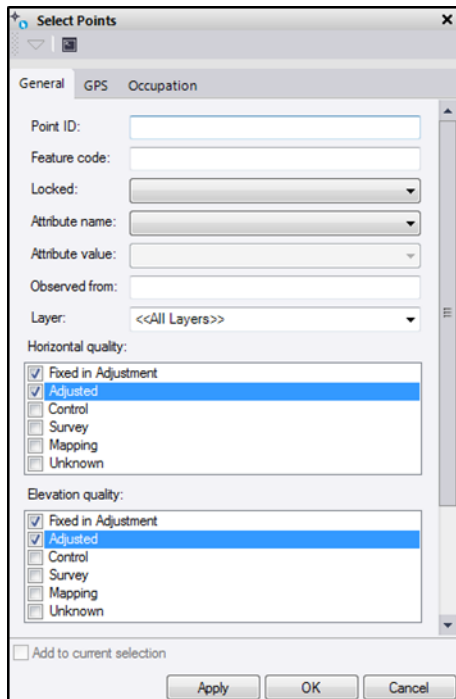 Select Points
General GPS Occupation
Point ID:
Feature code:
Locked:
Attribute name:
Attribute value:
Observed from:
Layer: <<All Layers>>
Horizontal quality:
Fixed in Adjustment
Adjusted
Control
Survey
Mapping
Unknown
Elevation quality:
Fixed in Adjustment
Adjusted
Control
Survey
Mapping
Unknown
Add to current selection
Apply OK Cancel